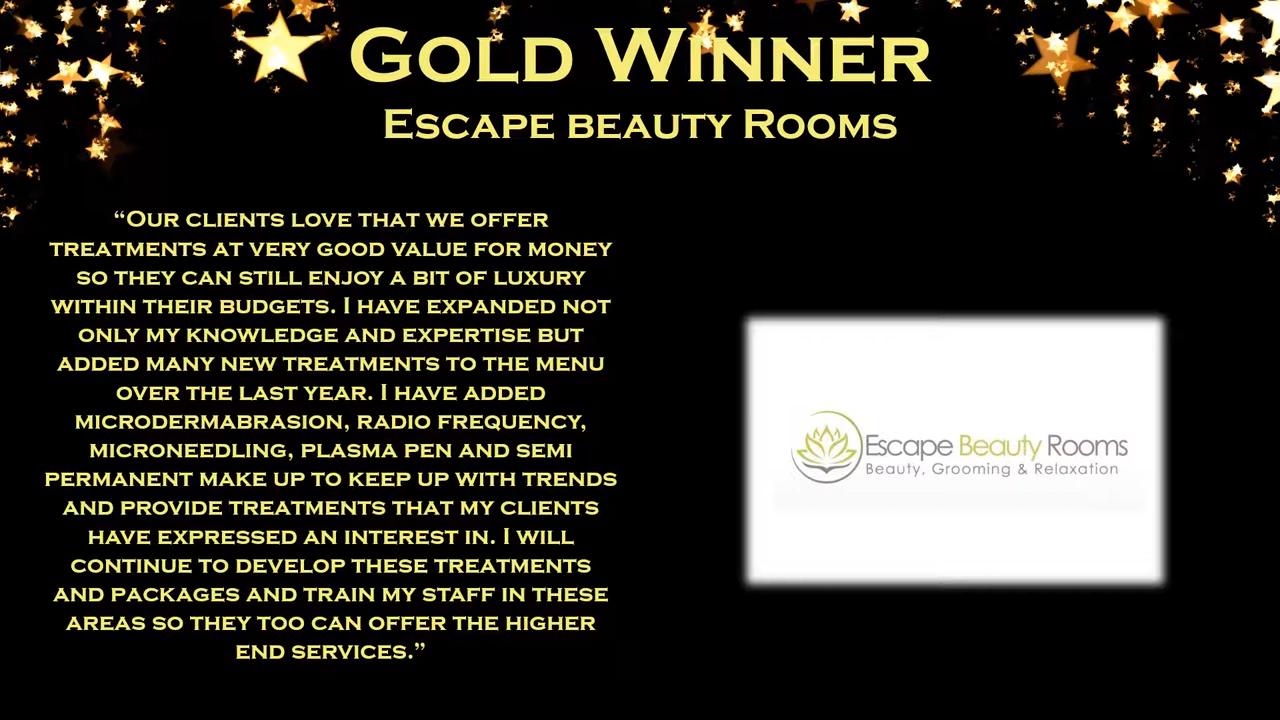 Gold Winner
Escape beauty Rooms
“Our clients love that we offer
treatments at very good value for money
so they can still enjoy a bit of luxury
within their budgets. I have expanded not
only my knowledge and expertise but
added many new treatments to the menu
over the last year. I have added
microdermabrasion, radio frequency,
microneedling, plasma pen and semi
permanent make up to keep up with trends
and provide treatments that my clients
have expressed an interest in. I will
continue to develop these treatments
and packages and train my staff in these
areas so they too can offer the higher
end services.”
Escape Beauty Rooms
Beauty, Grooming & Relaxation